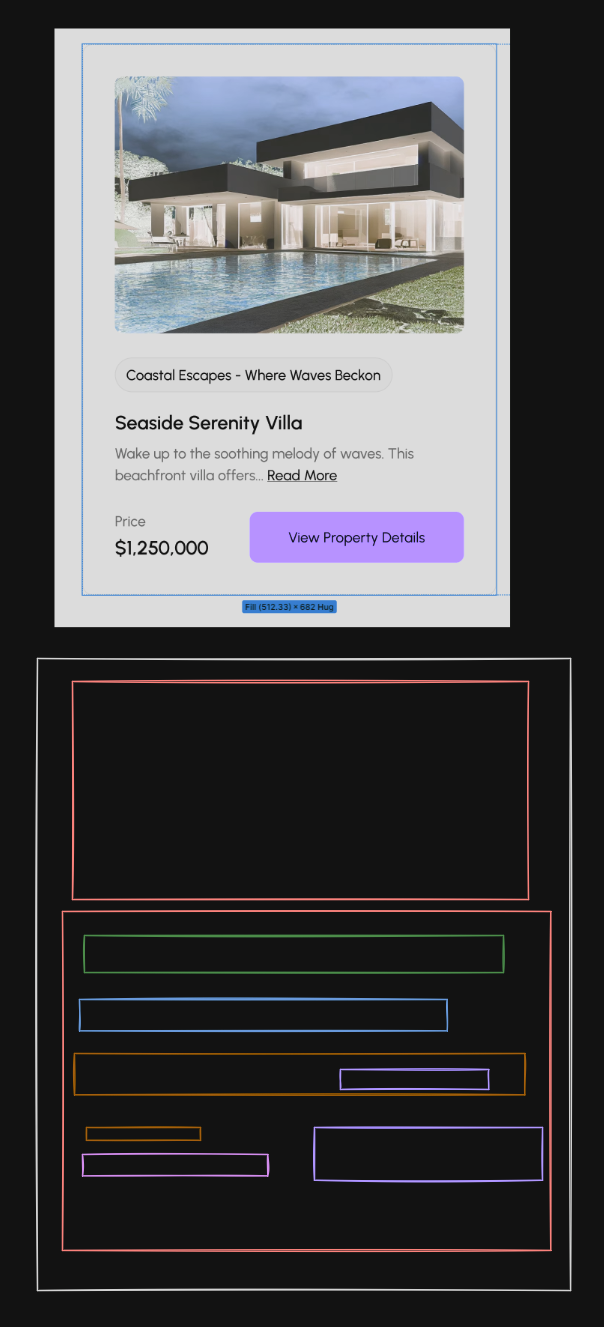 Coastal Escapes - Where Waves Beckon
Seaside Serenity Villa
Wake up to the soothing melody of waves. This
beachfront villa offers... Read More
Price
$1,250,000
View Property Details
Fill (512.33) × 682 Hug